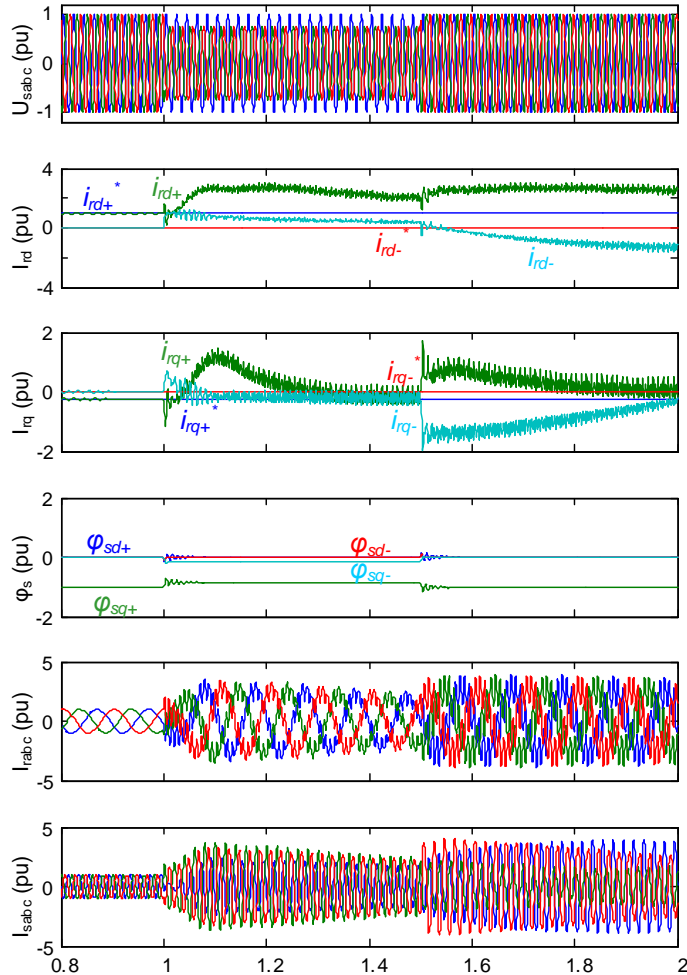 1
0
-1
U_sabc (pu)
4
0
-4
I_rd (pu)
i_rd+*
i_rd+
i_rd-*
i_rd-
2
0
-2
I_rq (pu)
i_rq+
i_rq+*
i_rq-*
i_rq-
2
0
-2
φ_s (pu)
φ_sd+
φ_sq+
φ_sd-
φ_sq-
5
0
-5
I_rabc (pu)
5
0
-5
I_sabc (pu)
0.8 1 1.2 1.4 1.6 1.8 2